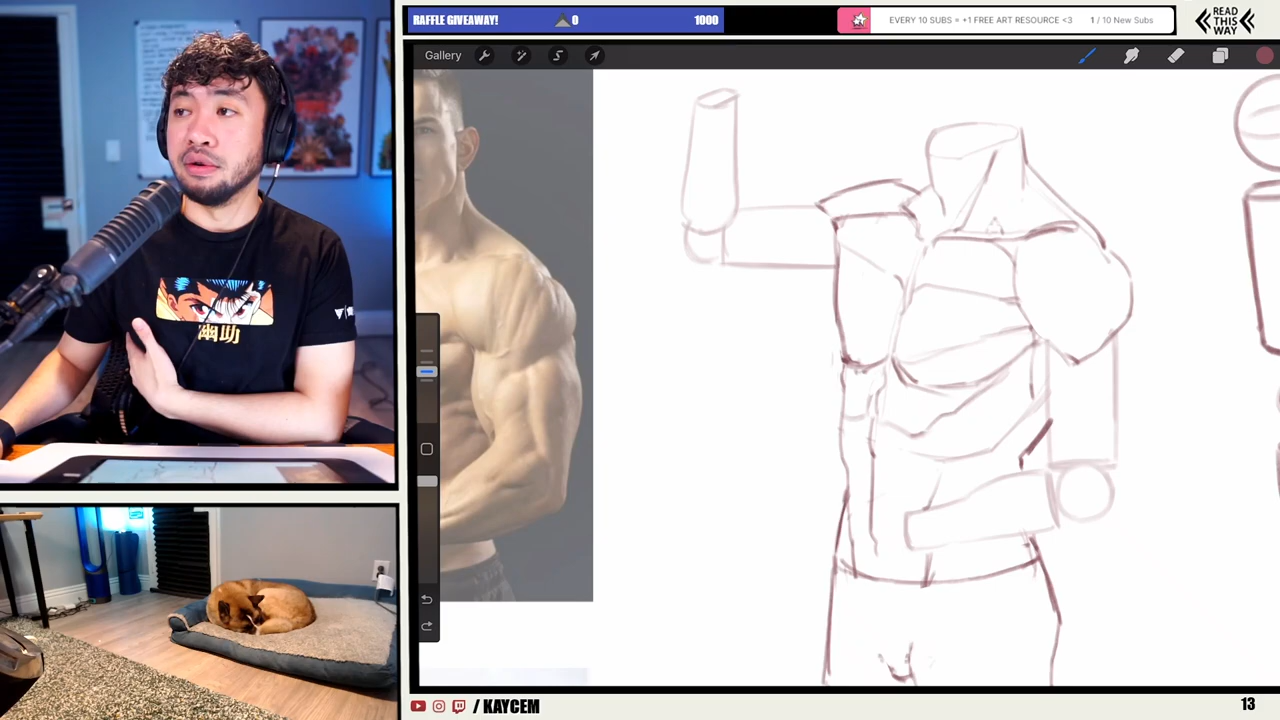 RAFFLE GIVEAWAY!
0
1000
EVERY 10 SUBS = +1 FREE ART RESOURCE <3
1 / 10 New Subs
READ
THIS
WAY
Gallery
幽助
/ KAYCEM
13